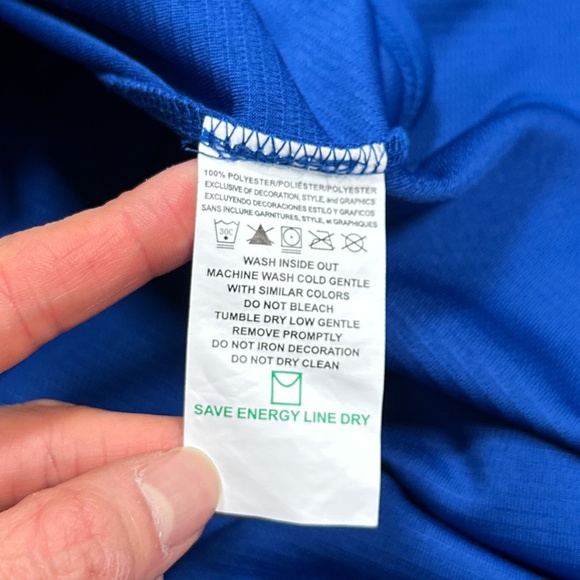 100% POLYESTER/POLIÉSTER/POLYESTER
EXCLUSIVE OF DECORATION, STYLE, and GRAPHICS
EXCLUYENDO DECORACIONES ESTILO Y GRAFICOS
SANS INCLURE GARNITURES, STYLE, et GRAPHIQUES
30C
WASH INSIDE OUT
MACHINE WASH COLD GENTLE
WITH SIMILAR COLORS
DO NOT BLEACH
TUMBLE DRY LOW GENTLE
REMOVE PROMPTLY
DO NOT IRON DECORATION
DO NOT DRY CLEAN
SAVE ENERGY LINE DRY